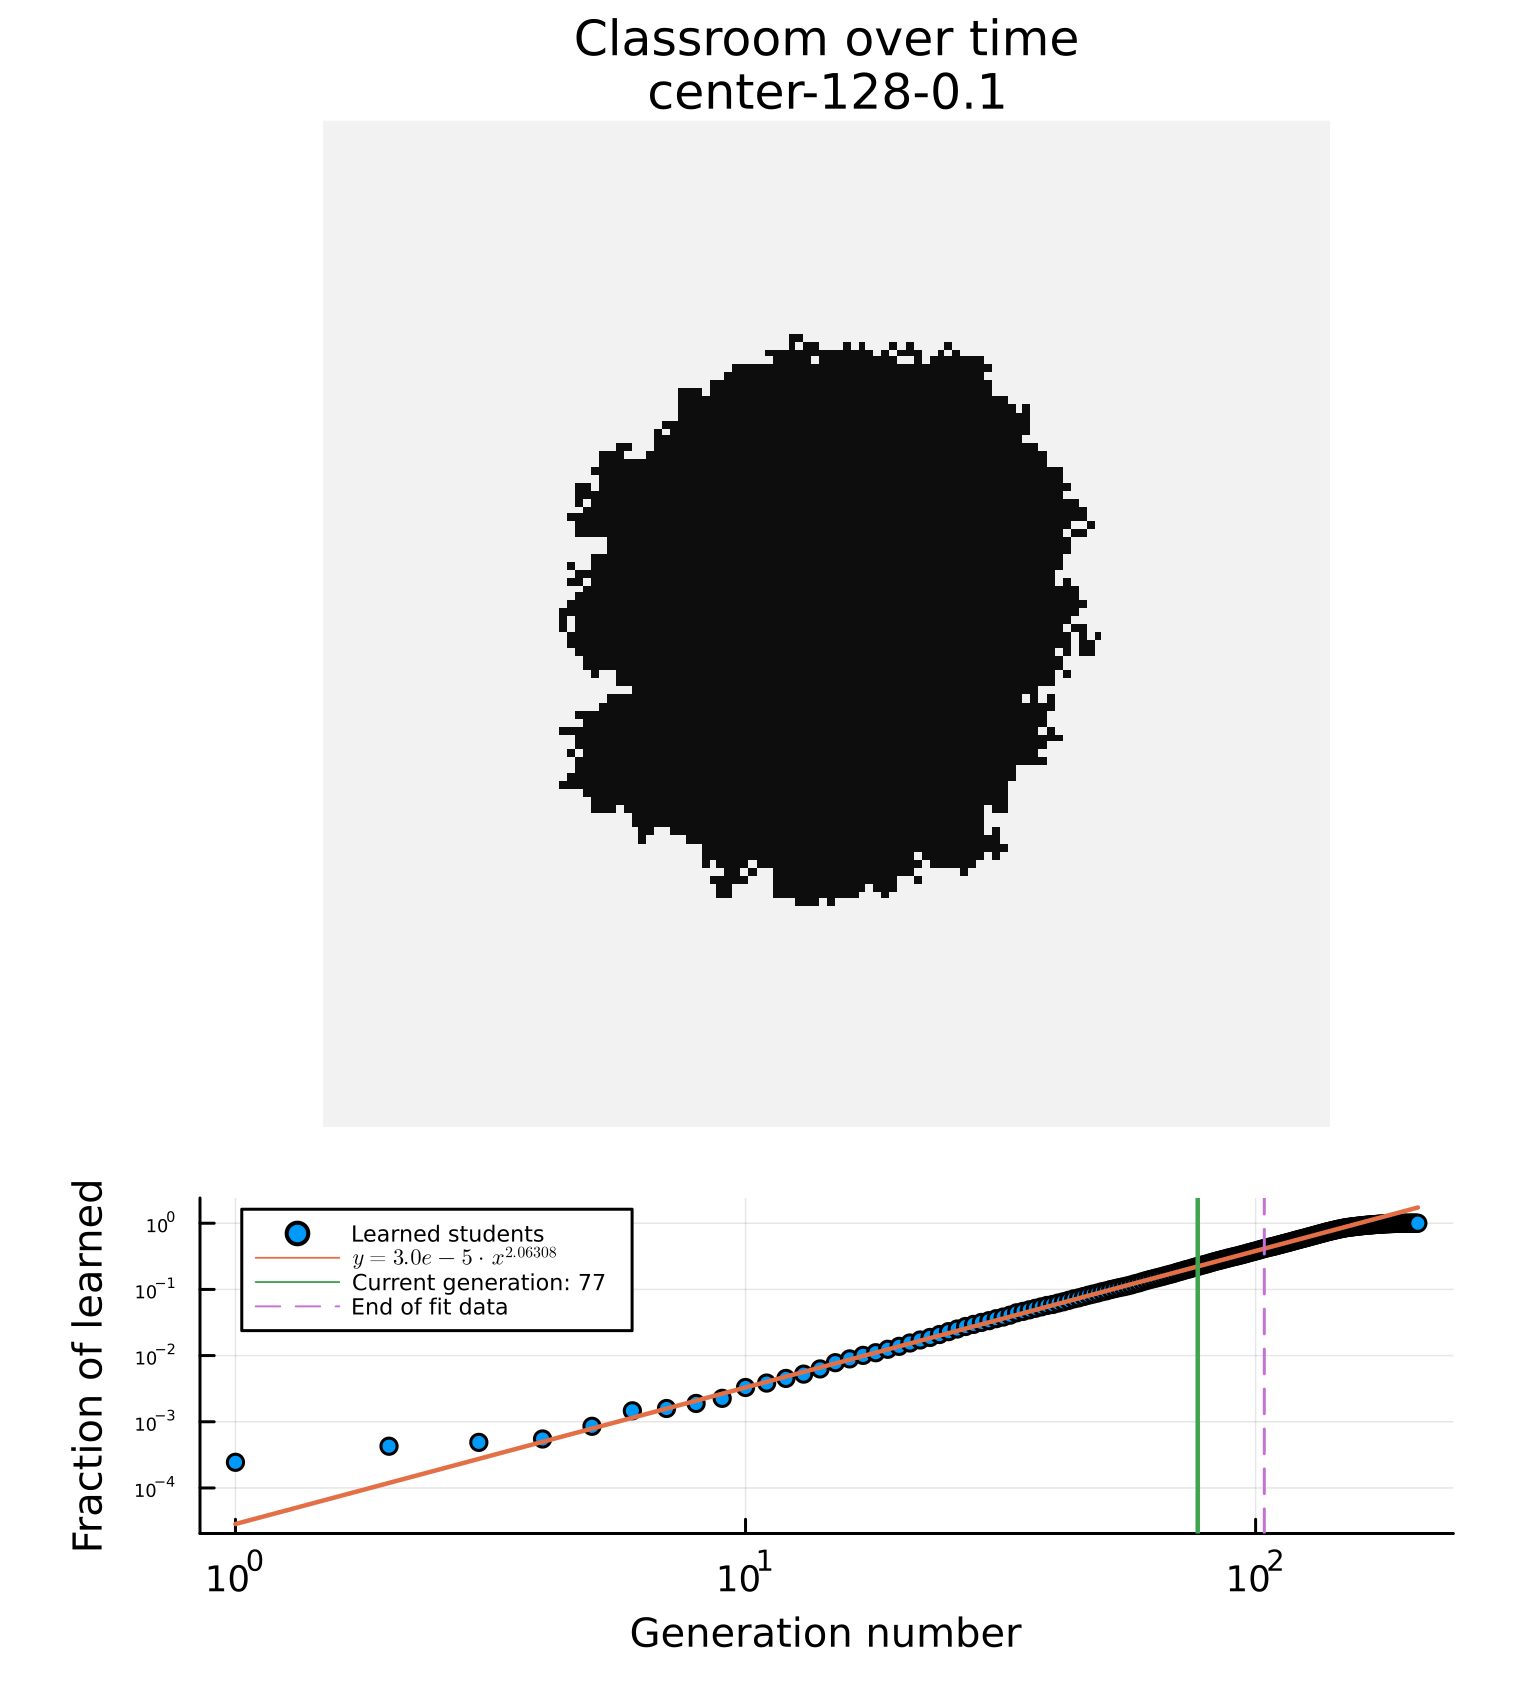 Classroom over time
center-128-0.1
Fraction of learned
10^0
10^-1
10^-2
10^-3
10^-4
Learned students
y = 3.0e − 5 · x^2.06308
Current generation: 77
End of fit data
10^0 10^1 10^2
Generation number